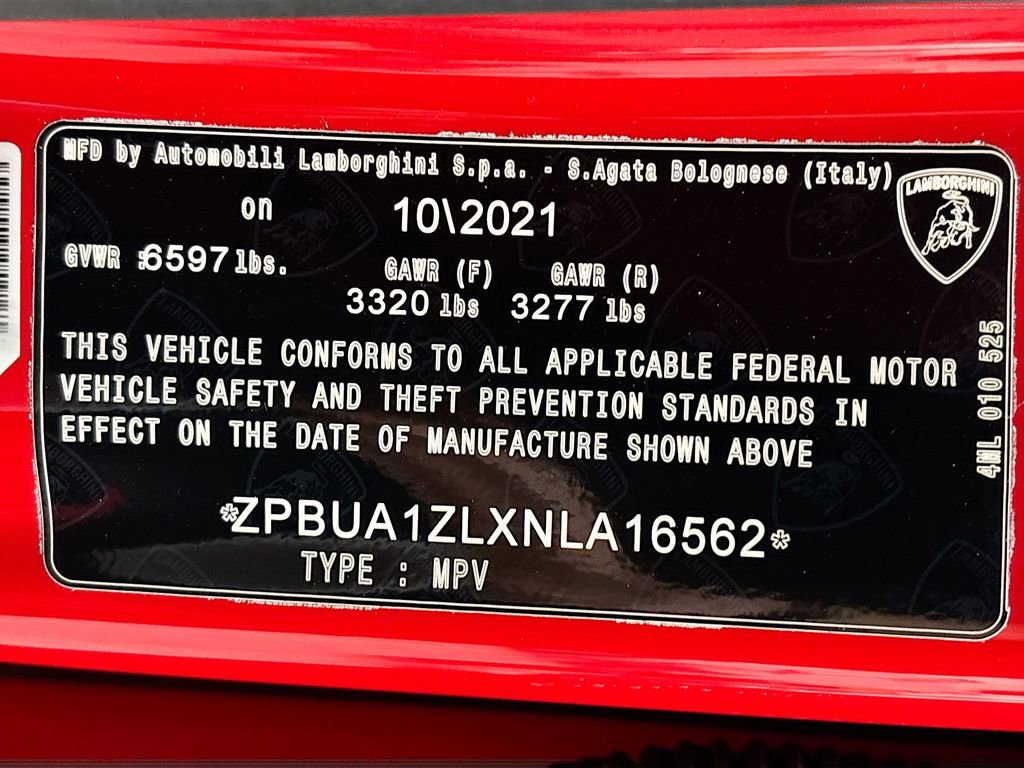 MFD by Automobili Lamborghini S.p.a. - S.Agata Bolognese (Italy)
LAMBORGHINI
on 10\2021
GVWR :6597 lbs. GAWR (F) GAWR (R)
3320 lbs 3277 lbs
THIS VEHICLE CONFORMS TO ALL APPLICABLE FEDERAL MOTOR
VEHICLE SAFETY AND THEFT PREVENTION STANDARDS IN
EFFECT ON THE DATE OF MANUFACTURE SHOWN ABOVE
4ML 010 525
*ZPBUA1ZLXNLA16562*
TYPE : MPV